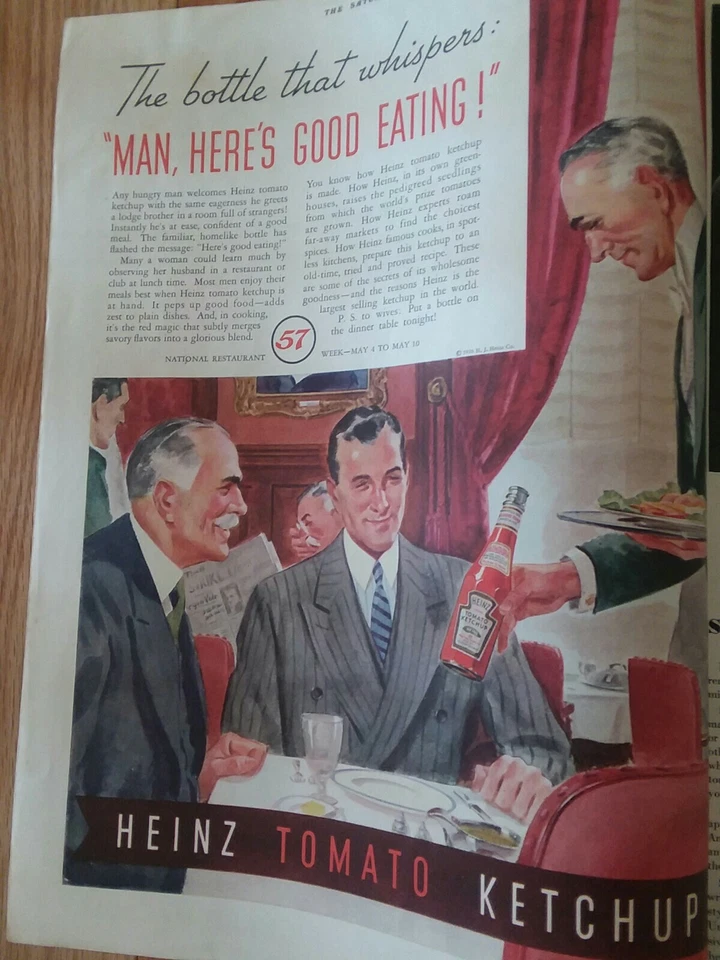 THE
The bottle that whispers:
"MAN, HERE'S GOOD EATING!"
Any hungry man welcomes Heinz tomato
ketchup with the same eagerness he greets
a lodge brother in a room full of strangers!
Instantly he's at ease, confident of a good
meal. The familiar, homelike bottle has
flashed the message: "Here's good eating!"
Many a woman could learn much by
observing her husband in a restaurant or
club at lunch time. Most men enjoy their
meals best when Heinz tomato ketchup is
at hand. It peps up good food—adds
zest to plain dishes. And, in cooking,
it's the red magic that subtly merges
savory flavors into a glorious blend.
You know how Heinz tomato ketchup
is made. How Heinz, in its own green-
houses, raises the pedigreed seedlings
from which the world's prize tomatoes
are grown. How Heinz experts roam
far-away markets to find the choicest
spices. How Heinz famous cooks, in spot-
less kitchens, prepare this ketchup to an
old-time, tried and proved recipe. These
are some of the secrets of its wholesome
goodness—and the reasons Heinz is the
largest selling ketchup in the world.
P. S. to wives: Put a bottle on
the dinner table tonight!
NATIONAL RESTAURANT 57 WEEK—MAY 4 TO MAY 10
H. J. Heinz Co.
HEINZ
TOMATO
KETCHUP
HEINZ TOMATO KETCHUP